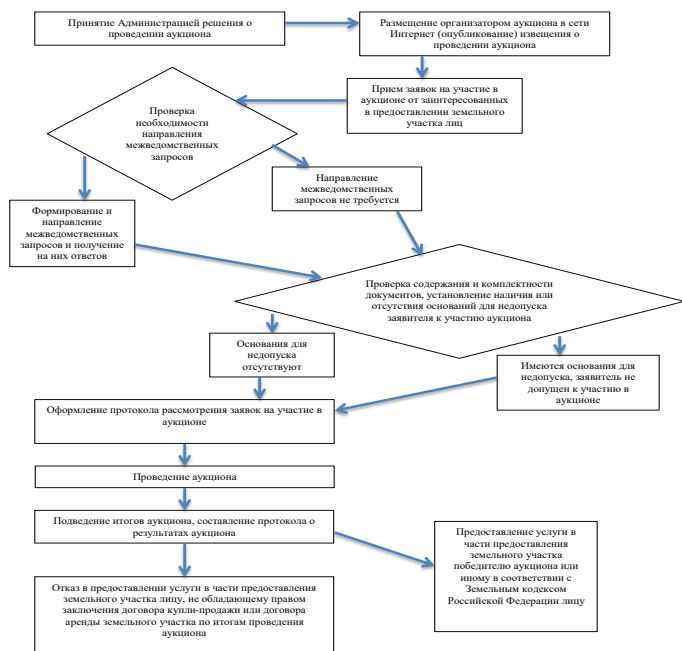 Принятие Администрацией решения о
проведении аукциона
Размещение организатором аукциона в сети
Интернет (опубликование) извещения о
проведении аукциона
Прием заявок на участие в
аукционе от заинтересованных
в предоставлении земельного
участка лиц
Проверка
необходимости
направления
межведомственных
запросов
Направление
межведомственных
запросов не требуется
Формирование и
направление
межведомственных
запросов и получение
на них ответов
Проверка содержания и комплектности
документов, установление наличия или
отсутствия оснований для недопуска
заявителя к участию аукциона
Основания для
недопуска
отсутствуют
Имеются основания для
недопуска, заявитель не
допущен к участию в
аукционе
Оформление протокола рассмотрения заявок на участие в
аукционе
Проведение аукциона
Подведение итогов аукциона, составление протокола о
результатах аукциона
Предоставление услуги в
части предоставления
земельного участка
победителю аукциона или
иному в соответствии с
Земельным кодексом
Российской Федерации лицу
Отказ в предоставлении услуги в части предоставления
земельного участка лицу, не обладающему правом
заключения договора купли-продажи или договора
аренды земельного участка по итогам проведения
аукциона